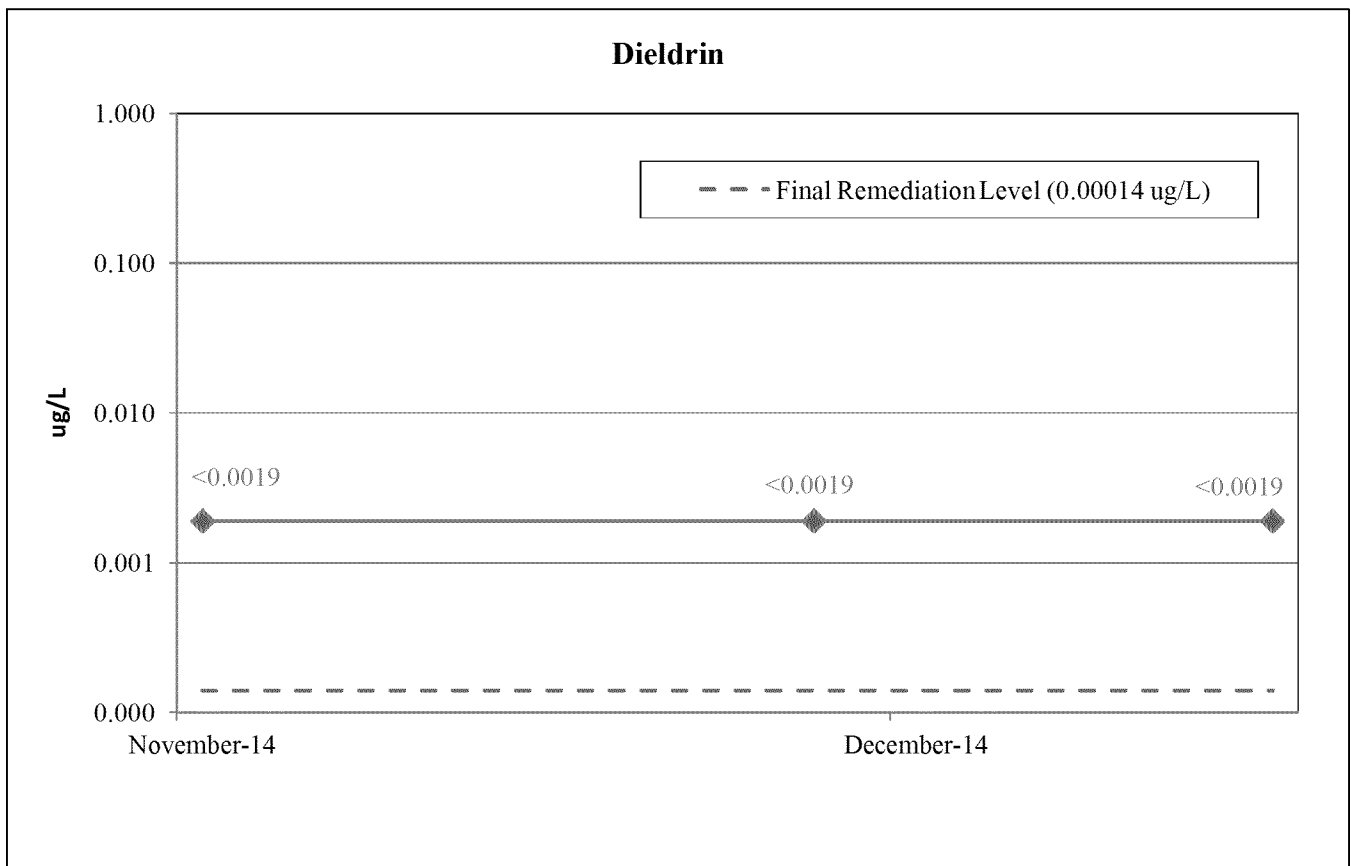 Dieldrin
1.000
Final Remediation Level (0.00014 ug/L)
0.100
ug/L
0.010
<0.0019
<0.0019
<0.0019
0.001
0.000
November-14
December-14